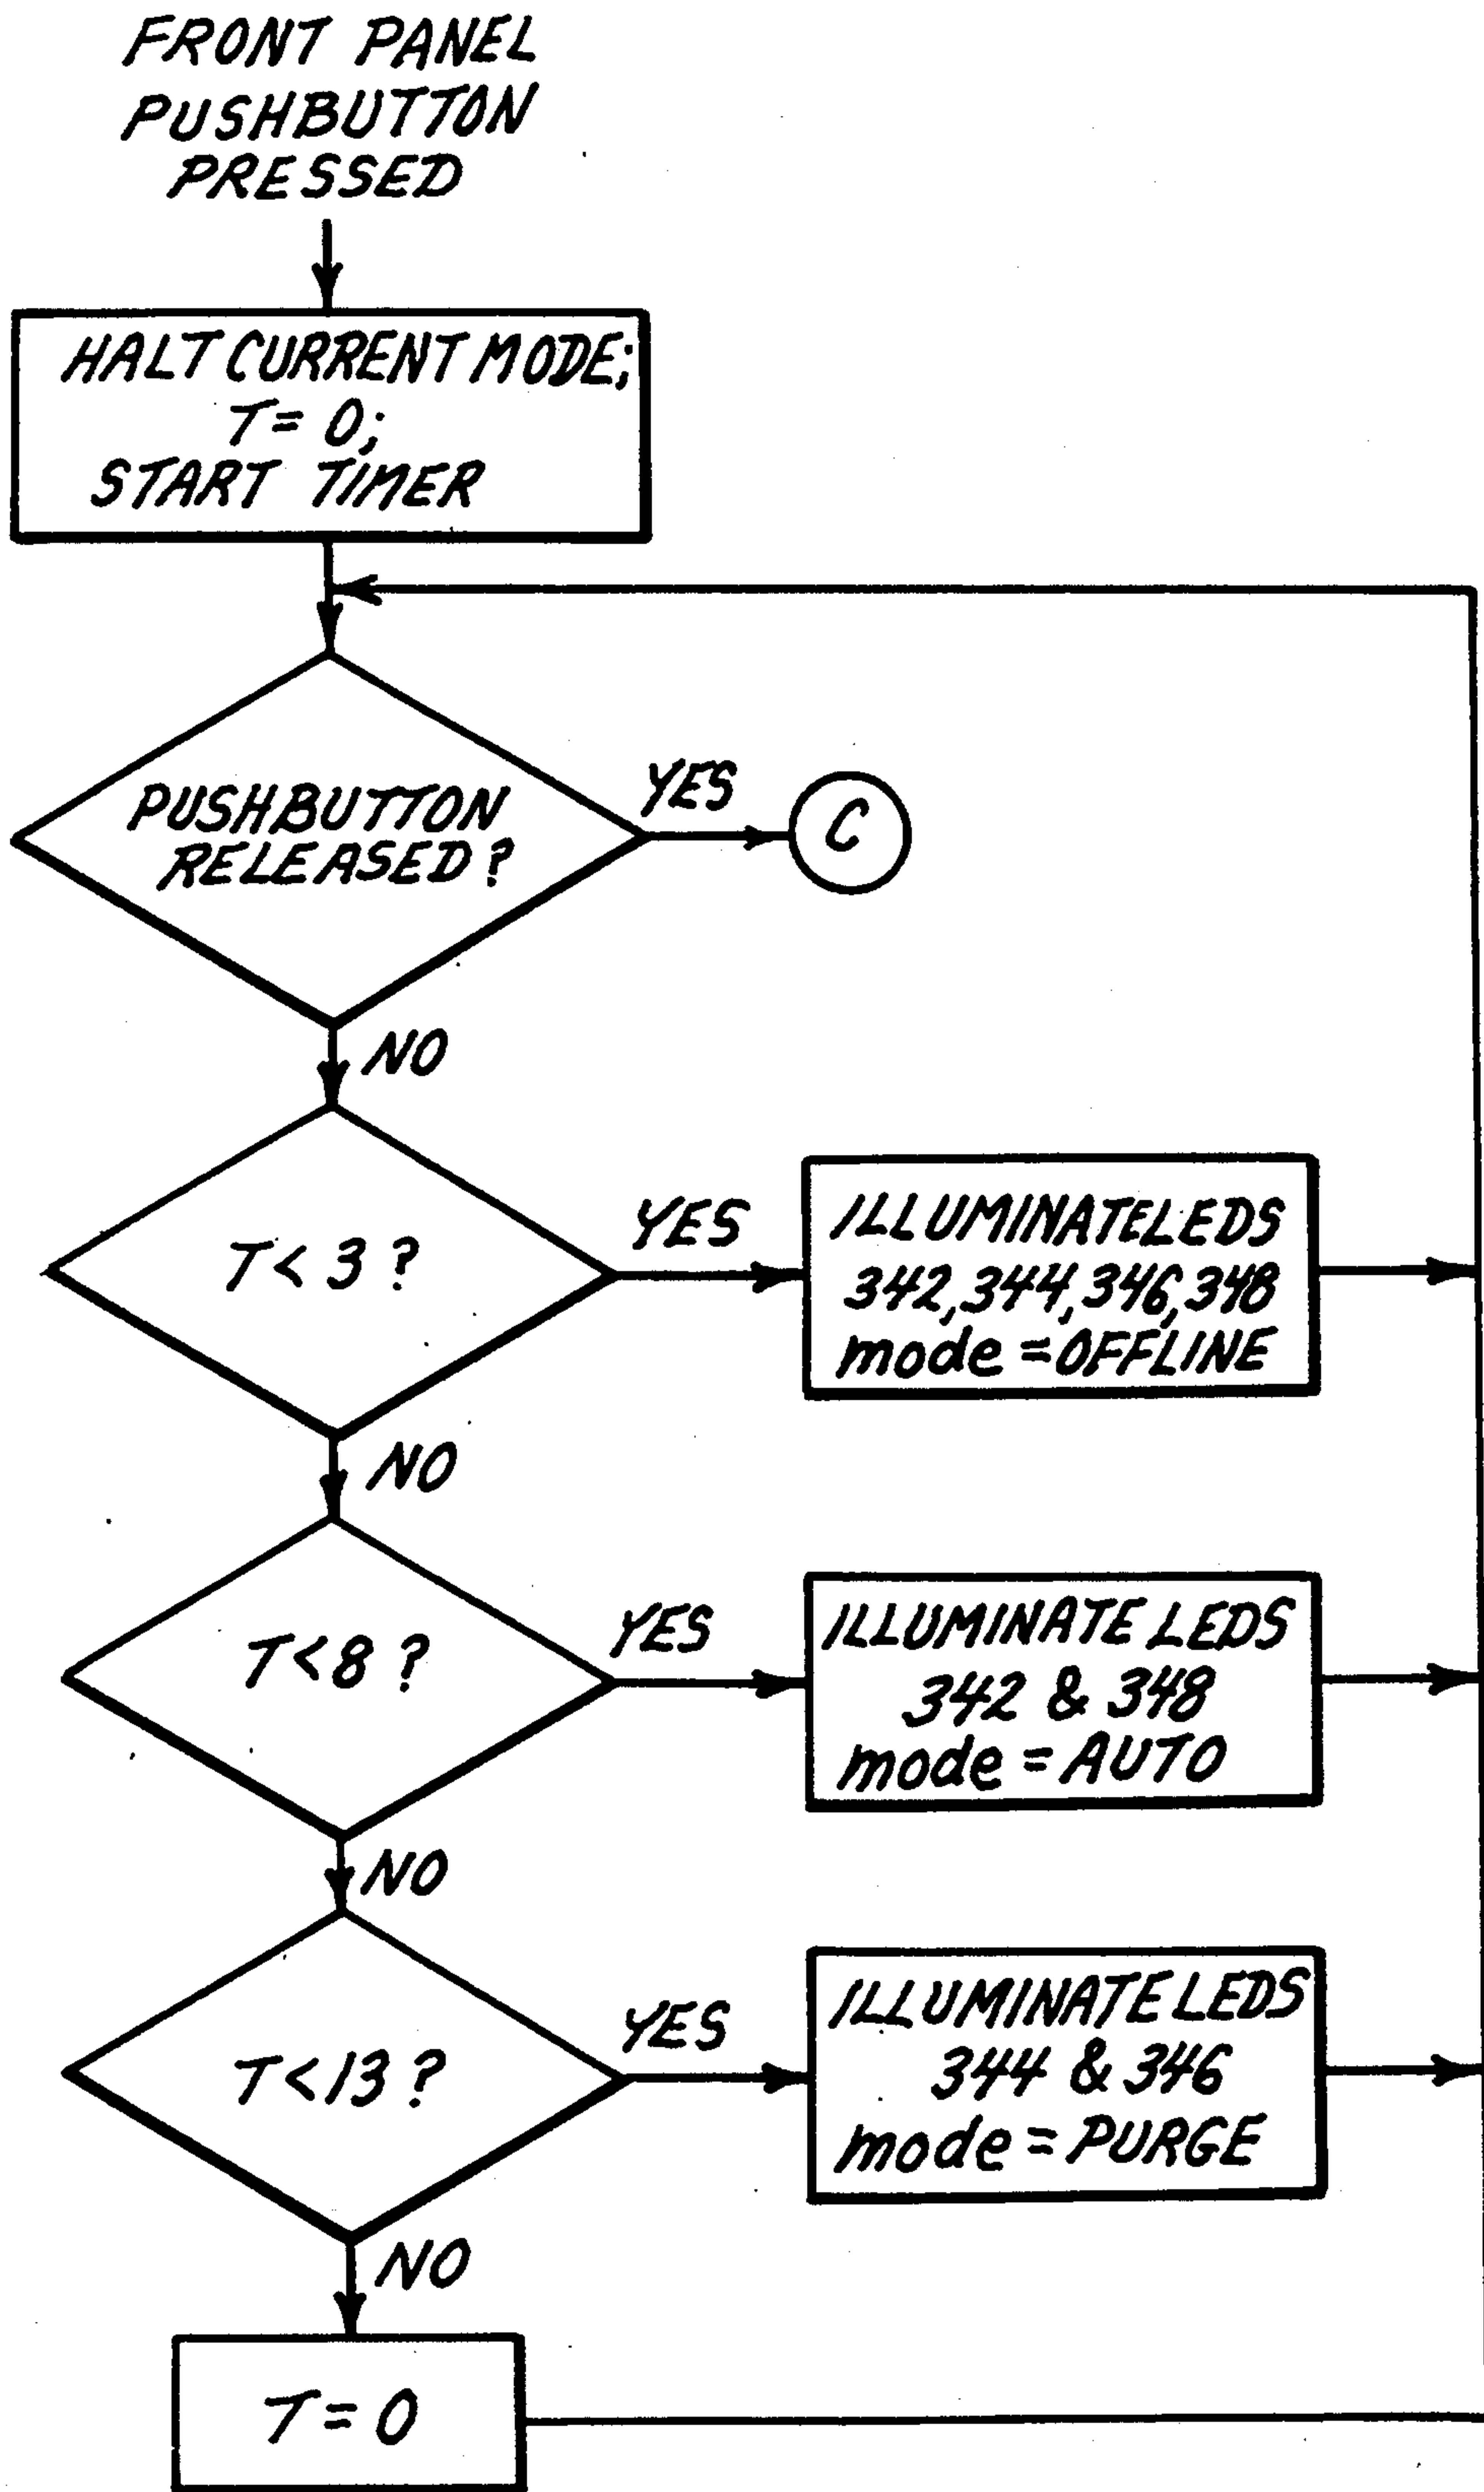 FRONT PANEL
PUSHBUTTON
PRESSED
HALT CURRENT MODE;
T = 0;
START TIMER
PUSHBUTTON
RELEASED?
YES
C
NO
T < 3 ?
YES
ILLUMINATE LEDS
342, 344, 346, 348
mode = OFFLINE
NO
T < 8 ?
YES
ILLUMINATE LEDS
342 & 348
mode = AUTO
NO
T < 13 ?
YES
ILLUMINATE LEDS
344 & 346
mode = PURGE
NO
T = 0